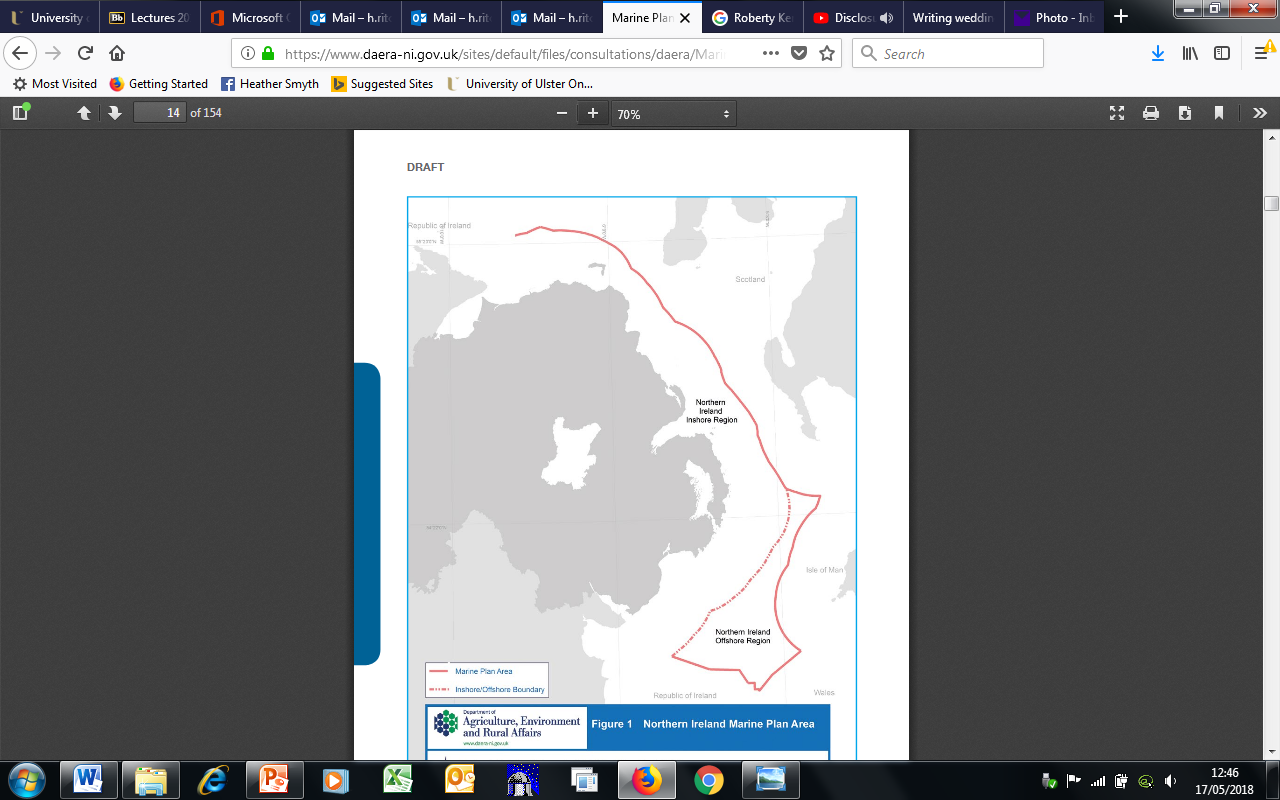 University
Bb Lectures 20
Microsoft
Mail – h.rit
Mail – h.rit
Mail – h.rit
Marine Plan
Roberty Ke
Disclosu
Writing weddin
Photo - Inb
https://www.daera-ni.gov.uk/sites/default/files/consultations/daera/Mari
Search
Most Visited
Getting Started
Heather Smyth
Suggested Sites
University of Ulster On...
14 of 154
70%
DRAFT
Republic of Ireland
Scotland
Northern
Ireland
Inshore Region
Isle of Man
Northern Ireland
Offshore Region
Marine Plan Area
Inshore/Offshore Boundary
Republic of Ireland
Wales
Department of
Agriculture, Environment
and Rural Affairs
www.daera-ni.gov.uk
Figure 1 Northern Ireland Marine Plan Area
12:46
17/05/2018